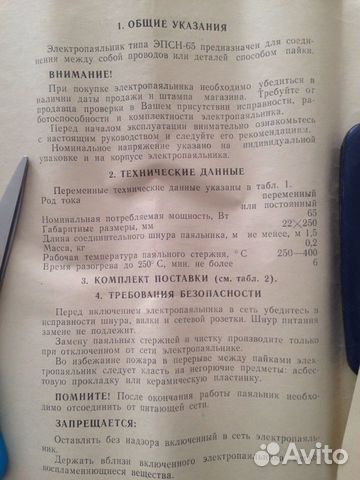 1. ОБЩИЕ УКАЗАНИЯ
Электропаяльник типа ЭПСН-65 предназначен для соеди-
нения между собой проводов или деталей способом пайки.
ВНИМАНИЕ!
При покупке электропаяльника необходимо убедиться в
наличии даты продажи и штампа магазина. Требуйте от
продавца проверки в Вашем присутствии исправности, ра-
ботоспособности и комплектности электропаяльника.
Перед началом эксплуатации внимательно ознакомьтесь
с настоящим руководством и следуйте его рекомендациям.
Номинальное напряжение указано на индивидуальной
упаковке и на корпусе электропаяльника.
2. ТЕХНИЧЕСКИЕ ДАННЫЕ
Переменные технические данные указаны в табл. 1.
Род тока переменный
или постоянный
Номинальная потребляемая мощность, Вт 65
Габаритные размеры, мм 22×300
Длина соединительного шнура паяльника, м не менее, м 1,5
Масса, кг 0,2
Рабочая температура паяльного стержня, °С 250—400
Время разогрева до 250°С, мин. не более 6
3. КОМПЛЕКТ ПОСТАВКИ (см. табл. 2).
4. ТРЕБОВАНИЯ БЕЗОПАСНОСТИ
Перед включением электропаяльника в сеть убедитесь в
исправности шнура, вилки и сетевой розетки. Шнур питания
замене не подлежит.
Замену паяльных стержней и чистку производите только
при отключенном от сети электропаяльнике.
Во избежание пожара в перерыве между пайками элек-
тропаяльник следует класть на негорючие предметы: асбес-
товую прокладку или керамическую пластинку.
ПОМНИТЕ! После окончания работы паяльник необхо-
димо отсоединить от питающей сети.
ЗАПРЕЩАЕТСЯ:
Оставлять без надзора включенный в сеть электропаяль-
ник.
Держать вблизи включенного электропаяльника легко-
воспламеняющиеся вещества.
Avito